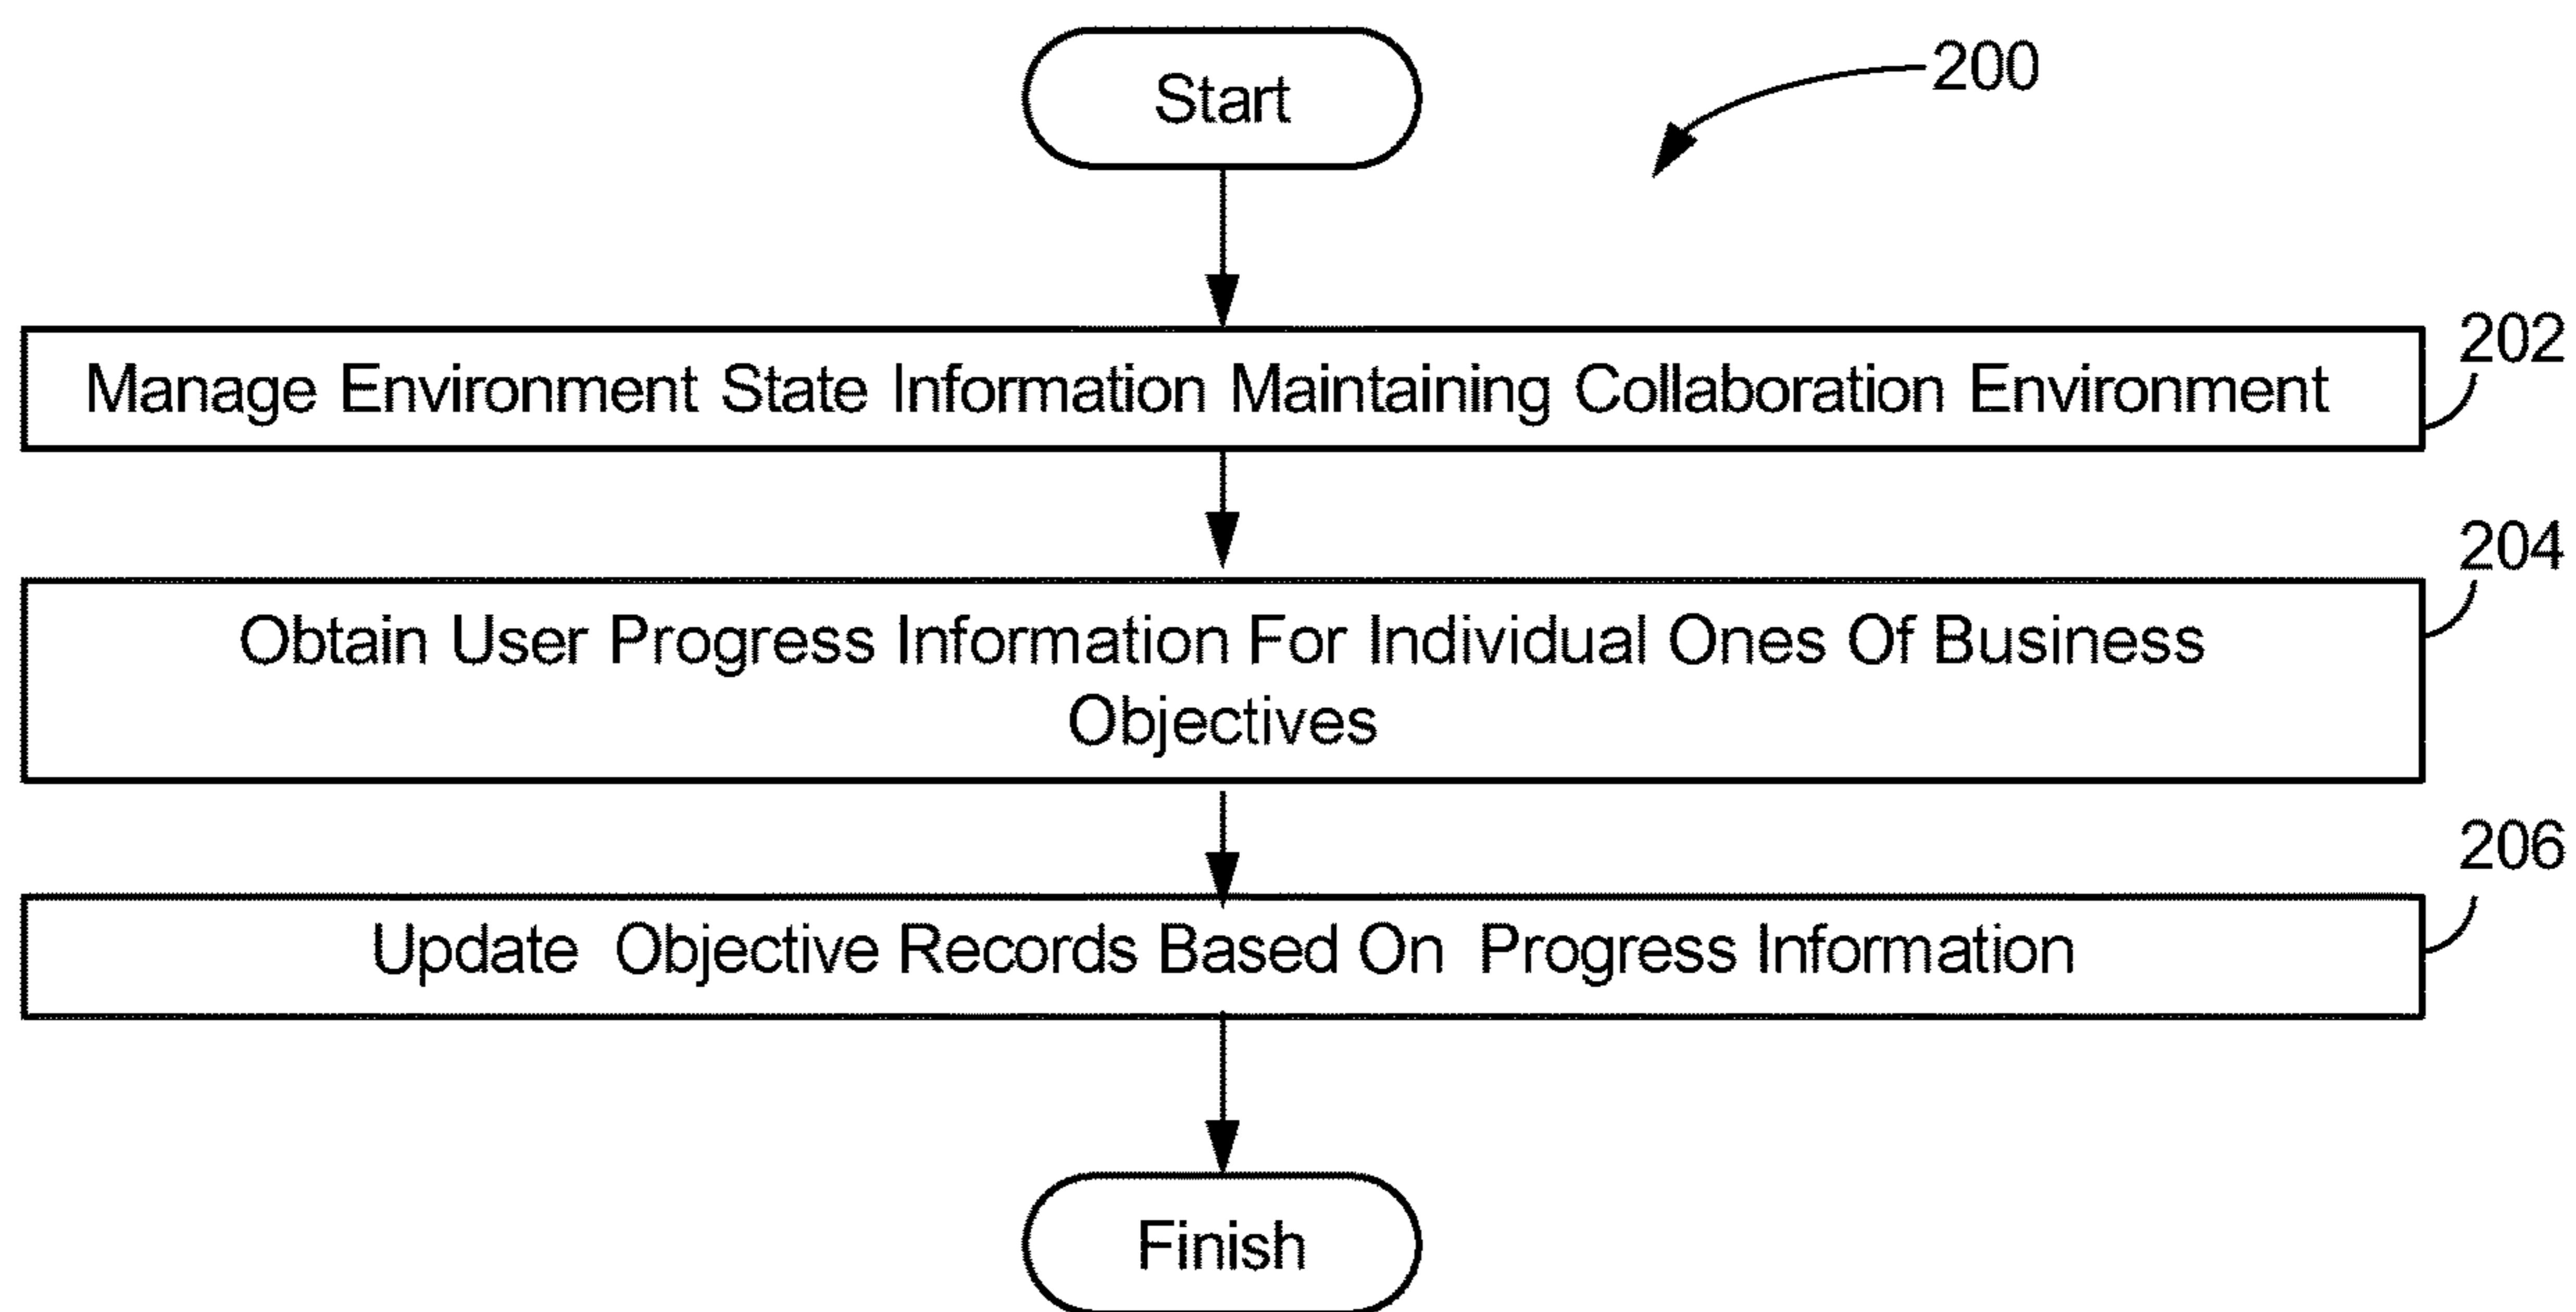 Start
200
Manage Environment State Information Maintaining Collaboration Environment
202
Obtain User Progress Information For Individual Ones Of Business
Objectives
204
Update Objective Records Based On Progress Information
206
Finish